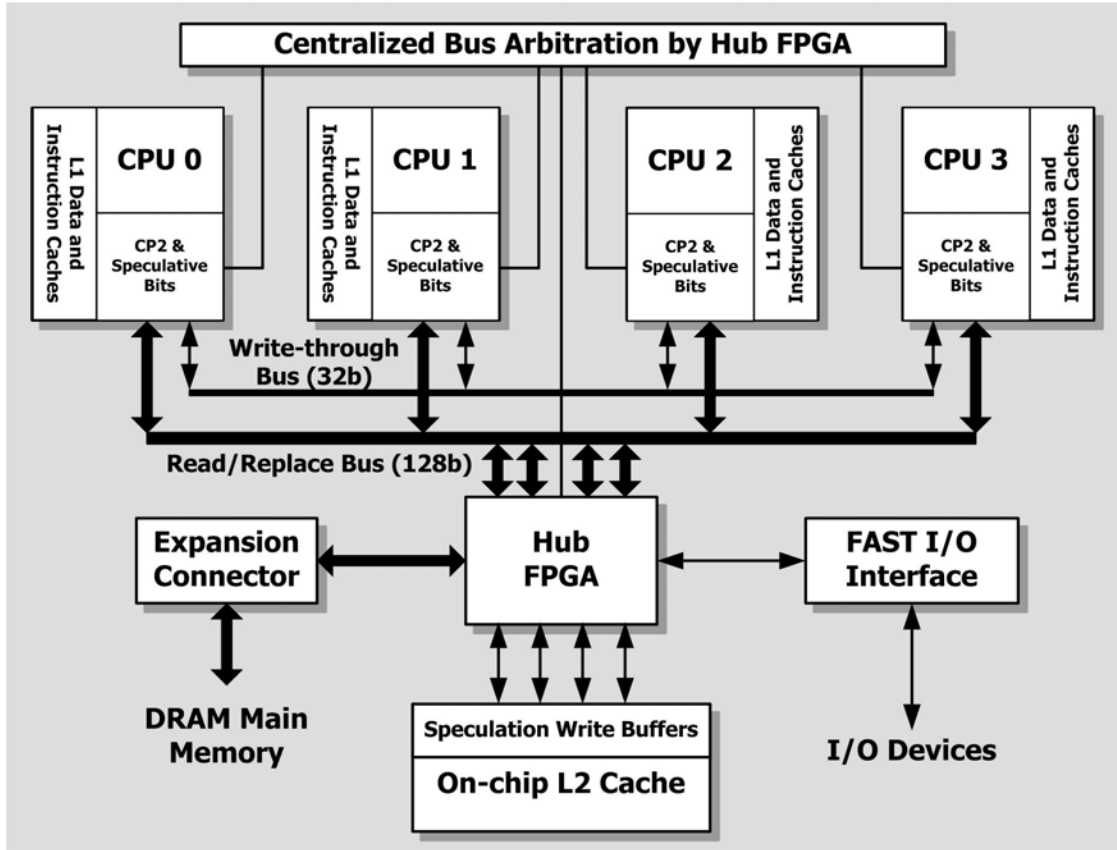 Centralized Bus Arbitration by Hub FPGA
L1 Data and
Instruction Caches
CPU 0
CP2 &
Speculative
Bits
L1 Data and
Instruction Caches
CPU 1
CP2 &
Speculative
Bits
CPU 2
CP2 &
Speculative
Bits
L1 Data and
Instruction Caches
CPU 3
CP2 &
Speculative
Bits
L1 Data and
Instruction Caches
Write-through
Bus (32b)
Read/Replace Bus (128b)
Expansion
Connector
Hub
FPGA
FAST I/O
Interface
DRAM Main
Memory
Speculation Write Buffers
On-chip L2 Cache
I/O Devices